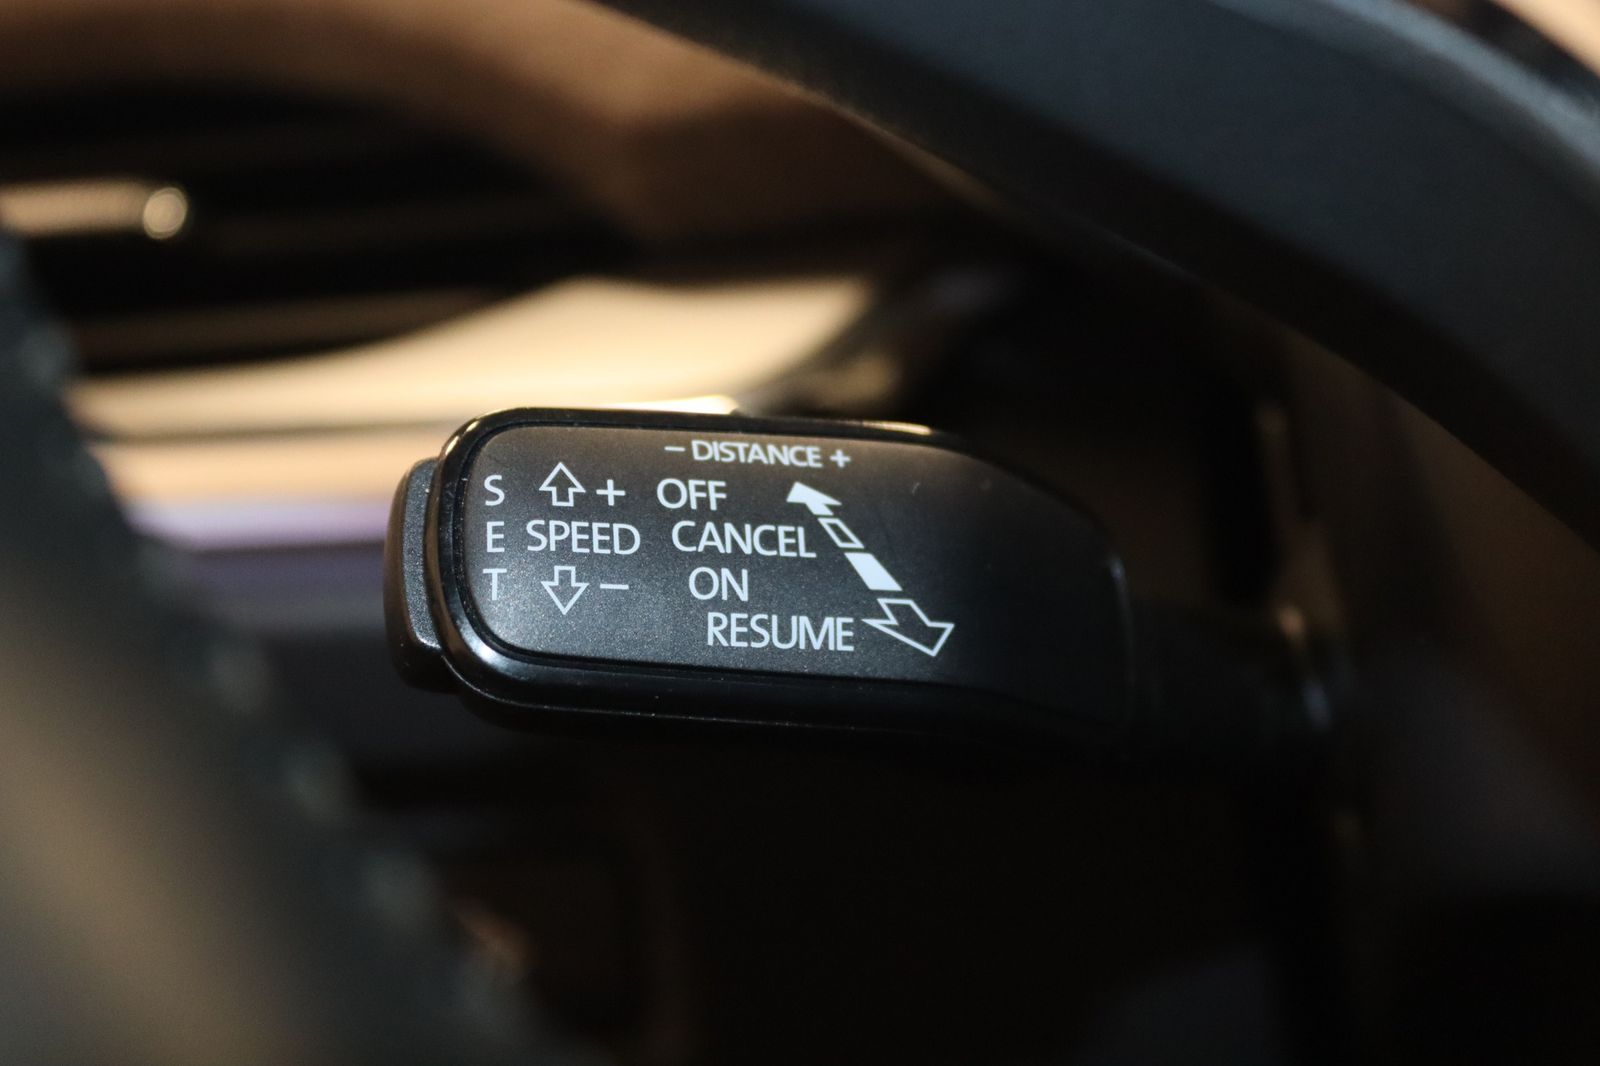 – DISTANCE +
S + OFF
E SPEED CANCEL
T – ON
RESUME